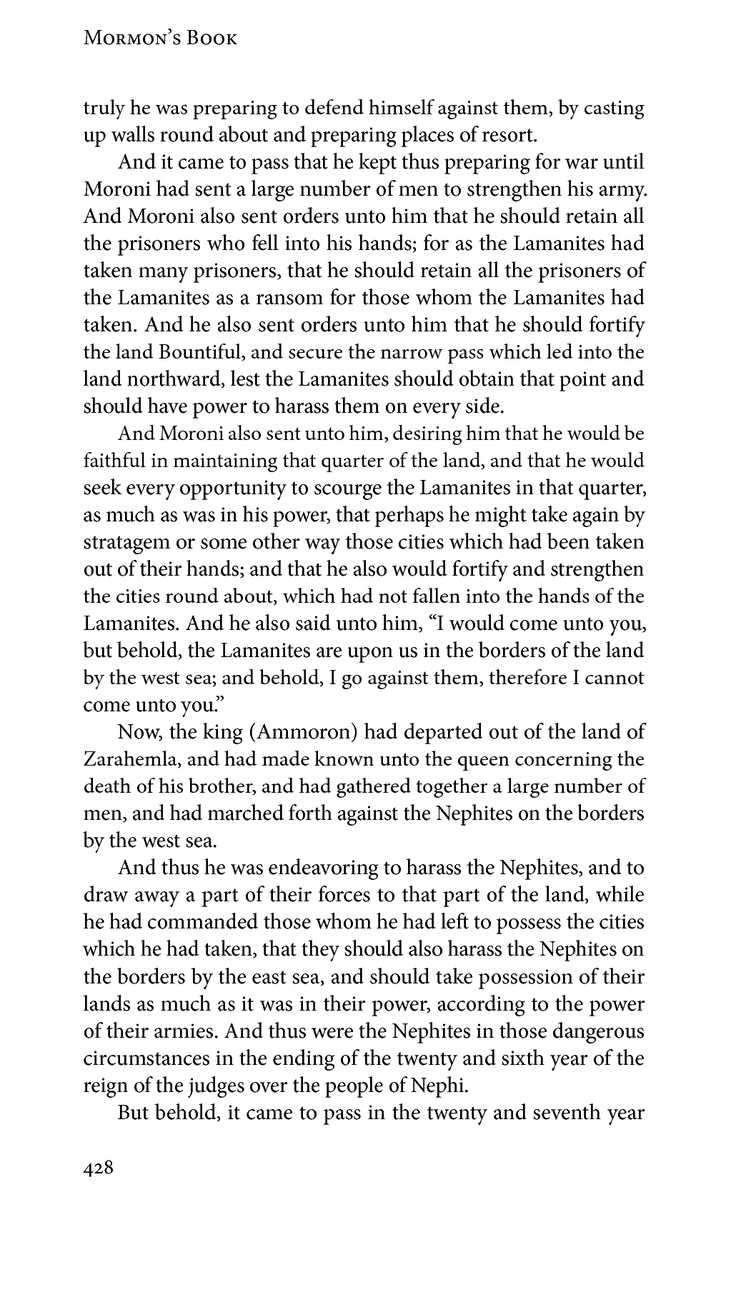 Mormon’s Book
truly he was preparing to defend himself against them, by casting
up walls round about and preparing places of resort.
And it came to pass that he kept thus preparing for war until
Moroni had sent a large number of men to strengthen his army.
And Moroni also sent orders unto him that he should retain all
the prisoners who fell into his hands; for as the Lamanites had
taken many prisoners, that he should retain all the prisoners of
the Lamanites as a ransom for those whom the Lamanites had
taken. And he also sent orders unto him that he should fortify
the land Bountiful, and secure the narrow pass which led into the
land northward, lest the Lamanites should obtain that point and
should have power to harass them on every side.
And Moroni also sent unto him, desiring him that he would be
faithful in maintaining that quarter of the land, and that he would
seek every opportunity to scourge the Lamanites in that quarter,
as much as was in his power, that perhaps he might take again by
stratagem or some other way those cities which had been taken
out of their hands; and that he also would fortify and strengthen
the cities round about, which had not fallen into the hands of the
Lamanites. And he also said unto him, “I would come unto you,
but behold, the Lamanites are upon us in the borders of the land
by the west sea; and behold, I go against them, therefore I cannot
come unto you.”
Now, the king (Ammoron) had departed out of the land of
Zarahemla, and had made known unto the queen concerning the
death of his brother, and had gathered together a large number of
men, and had marched forth against the Nephites on the borders
by the west sea.
And thus he was endeavoring to harass the Nephites, and to
draw away a part of their forces to that part of the land, while
he had commanded those whom he had left to possess the cities
which he had taken, that they should also harass the Nephites on
the borders by the east sea, and should take possession of their
lands as much as it was in their power, according to the power
of their armies. And thus were the Nephites in those dangerous
circumstances in the ending of the twenty and sixth year of the
reign of the judges over the people of Nephi.
But behold, it came to pass in the twenty and seventh year
428